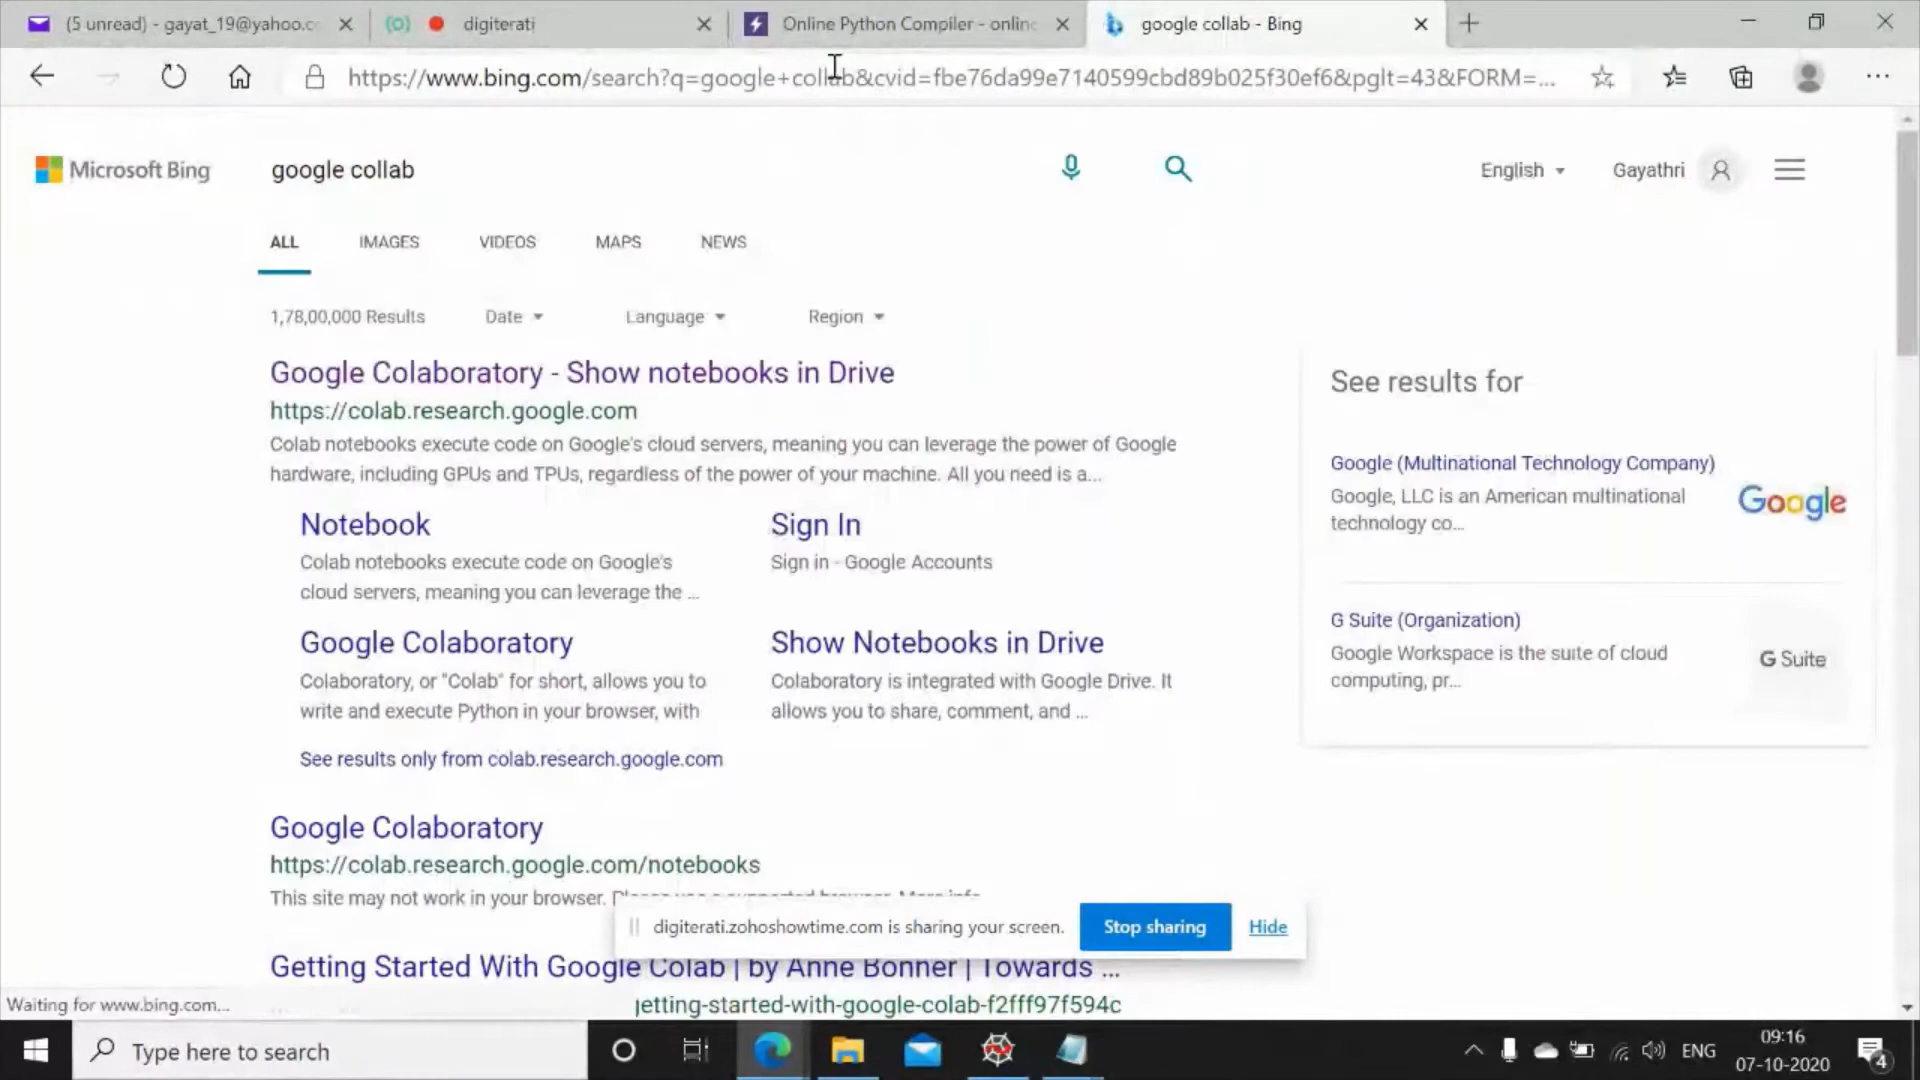 (5 unread) - gayat_19@yahoo.c
digiterati
Online Python Compiler - online
google collab - Bing
https://www.bing.com/search?q=google+collab&cvid=fbe76da99e7140599cbd89b025f30ef6&pglt=43&FORM=...
Microsoft Bing
google collab
English
Gayathri
ALL
IMAGES
VIDEOS
MAPS
NEWS
1,78,00,000 Results
Date
Language
Region
Google Colaboratory - Show notebooks in Drive
https://colab.research.google.com
Colab notebooks execute code on Google's cloud servers, meaning you can leverage the power of Google
hardware, including GPUs and TPUs, regardless of the power of your machine. All you need is a...
Notebook
Colab notebooks execute code on Google's
cloud servers, meaning you can leverage the ...
Sign In
Sign in - Google Accounts
Google Colaboratory
Colaboratory, or "Colab" for short, allows you to
write and execute Python in your browser, with
Show Notebooks in Drive
Colaboratory is integrated with Google Drive. It
allows you to share, comment, and ...
See results only from colab.research.google.com
Google Colaboratory
https://colab.research.google.com/notebooks
This site may not work in your browser.
Getting Started With Google Colab | by Anne Bonner | Towards ...
getting-started-with-google-colab-f2fff97f594c
See results for
Google (Multinational Technology Company)
Google, LLC is an American multinational
technology co...
Google
G Suite (Organization)
Google Workspace is the suite of cloud
computing, pr...
G Suite
digiterati.zohoshowtime.com is sharing your screen.
Stop sharing
Hide
Waiting for www.bing.com...
Type here to search
ENG
09:16
07-10-2020
4